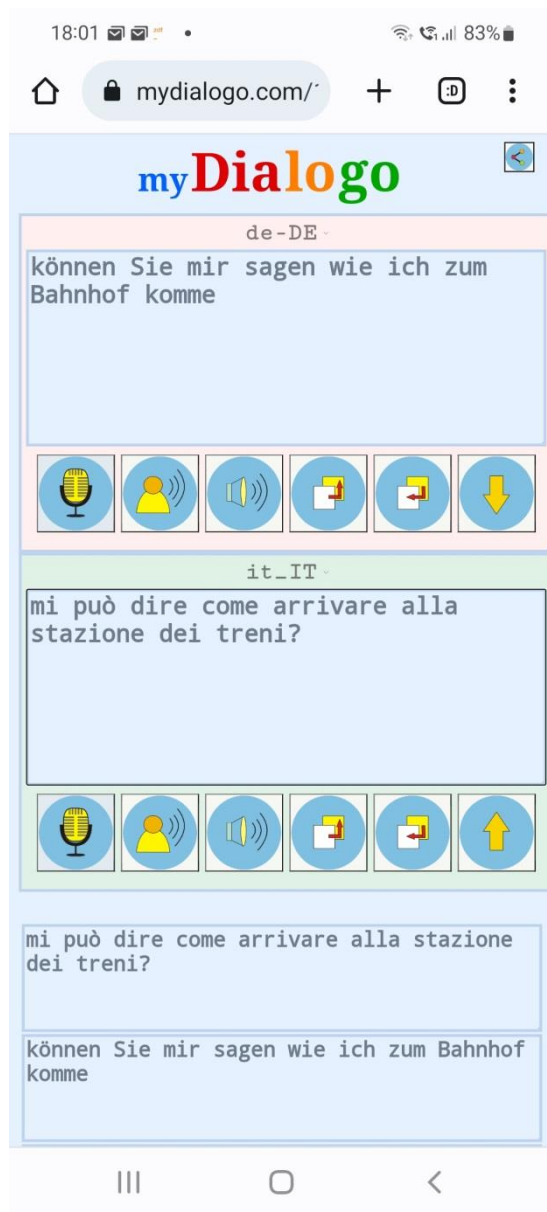 18:01 83%
mydialogo.com/
:D
myDialogo
de-DE
können Sie mir sagen wie ich zum
Bahnhof komme
it_IT
mi può dire come arrivare alla
stazione dei treni?
mi può dire come arrivare alla stazione
dei treni?
können Sie mir sagen wie ich zum Bahnhof
komme